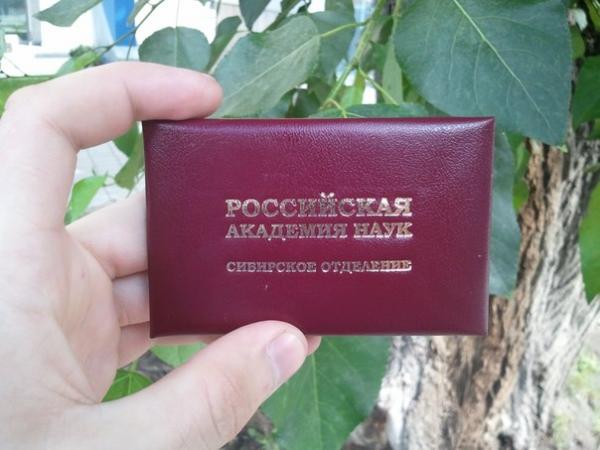 РОССИЙСКАЯ
АКАДЕМИЯ НАУК
СИБИРСКОЕ ОТДЕЛЕНИЕ